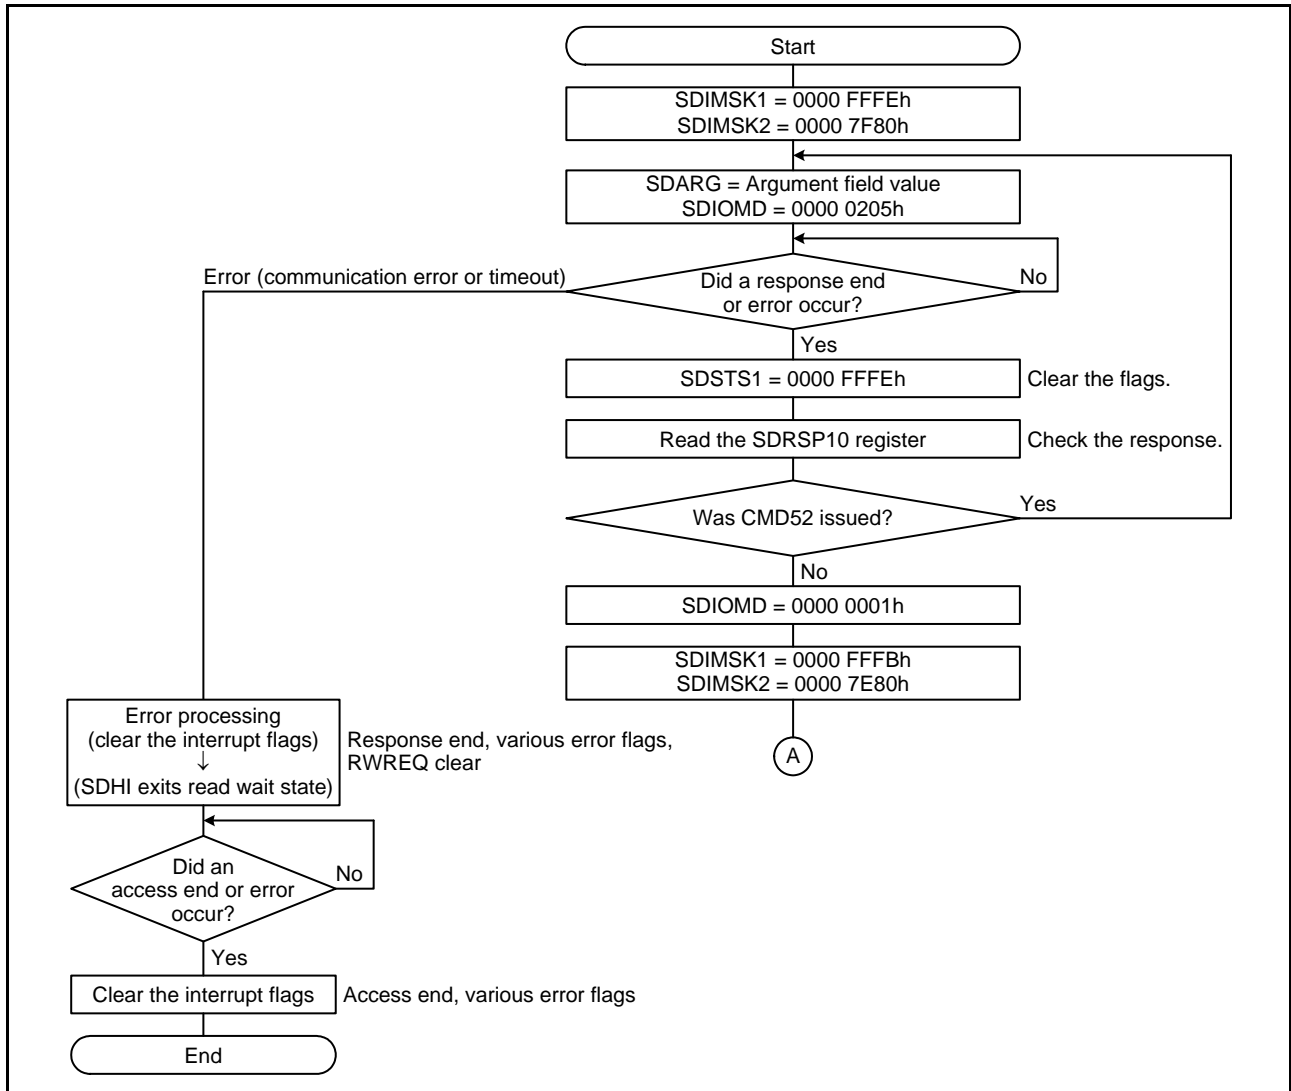 Start
SDIMSK1 = 0000 FFFEh
SDIMSK2 = 0000 7F80h
SDARG = Argument field value
SDIOMD = 0000 0205h
Error (communication error or timeout)
Did a response end
or error occur?
No
Yes
SDSTS1 = 0000 FFFEh
Clear the flags.
Read the SDRSP10 register
Check the response.
Was CMD52 issued?
Yes
No
SDIOMD = 0000 0001h
SDIMSK1 = 0000 FFFBh
SDIMSK2 = 0000 7E80h
A
Error processing
(clear the interrupt flags)
↓
(SDHI exits read wait state)
Response end, various error flags,
RWREQ clear
Did an
access end or error
occur?
No
Yes
Clear the interrupt flags
Access end, various error flags
End